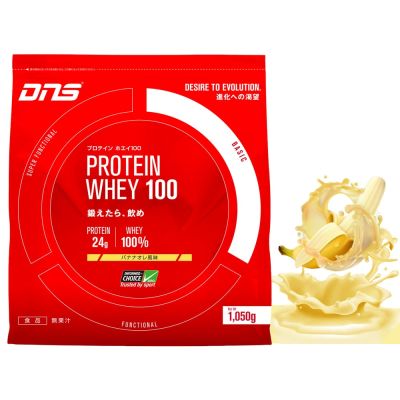 DNS
DESIRE TO EVOLUTION.
進化への渇望
SUPER FUNCTIONAL
BASIC
プロテイン ホエイ100
PROTEIN
WHEY 100
鍛えたら、飲め
PROTEIN
24g
WHEY
100%
バナナオレ風味
INFORMED
CHOICE
Trusted by sport
FUNCTIONAL
食品
無果汁
1,050g